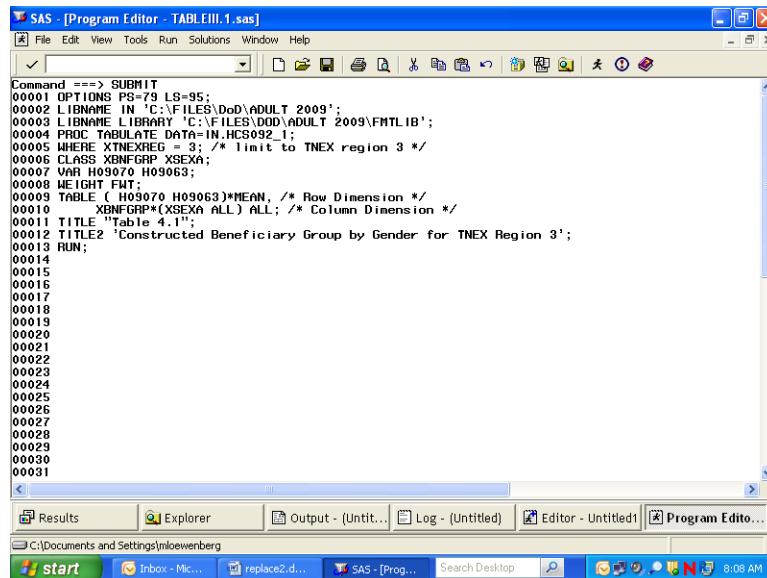 SAS - [Program Editor - TABLEIII.1.sas]
File Edit View Tools Run Solutions Window Help
Command ===> SUBMIT
00001 OPTIONS PS=79 LS=95;
00002 LIBNAME IN 'C:\FILES\DoD\ADULT 2009';
00003 LIBNAME LIBRARY 'C:\FILES\DOD\ADULT 2009\FMTLIB';
00004 PROC TABULATE DATA=IN.HCS092_1;
00005 WHERE XTNEXREG = 3; /* limit to TNEX region 3 */
00006 CLASS XBNFGRP XSEXA;
00007 VAR H09070 H09063;
00008 WEIGHT FWT;
00009 TABLE ( H09070 H09063)*MEAN, /* Row Dimension */
00010 XBNFGRP*(XSEXA ALL) ALL; /* Column Dimension */
00011 TITLE "Table 4.1";
00012 TITLE2 'Constructed Beneficiary Group by Gender for TNEX Region 3';
00013 RUN;
00014
00015
00016
00017
00018
00019
00020
00021
00022
00023
00024
00025
00026
00027
00028
00029
00030
00031
Results Explorer Output - (Untit... Log - (Untitled) Editor - Untitled1 Program Edito...
C:\Documents and Settings\mloewenberg
start Inbox - Mic... replace2.d... SAS - [Prog... Search Desktop 8:08 AM